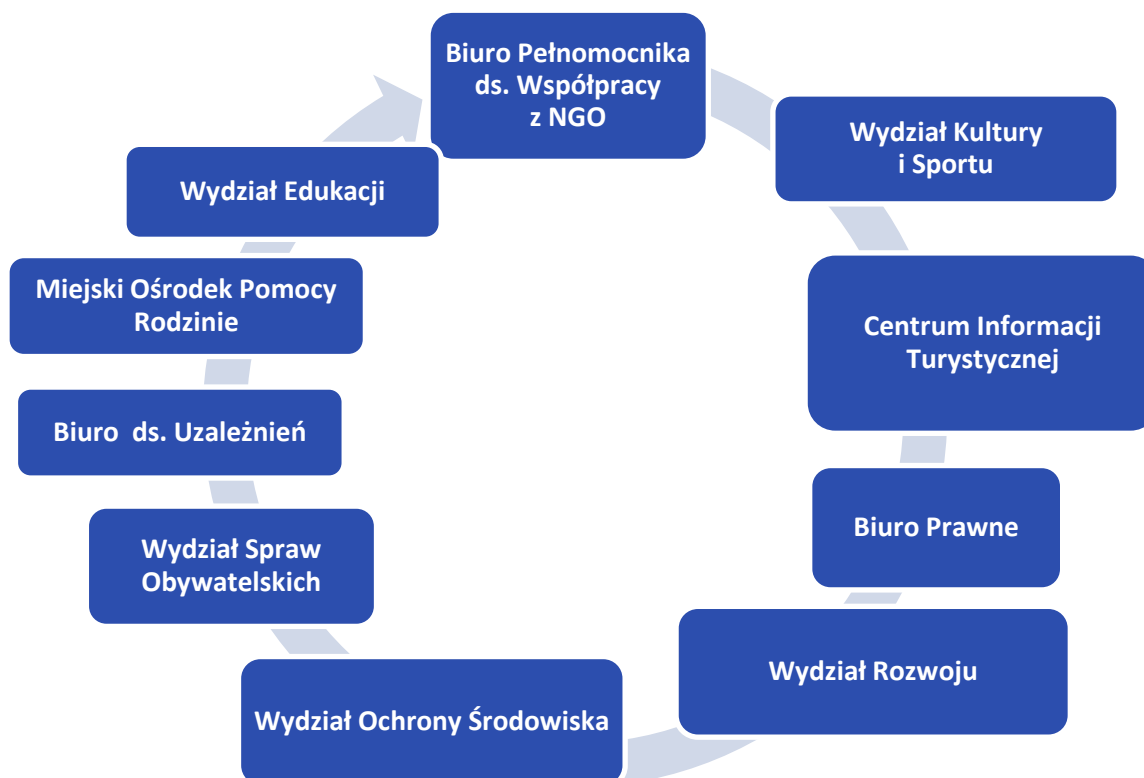 Biuro Pełnomocnika
ds. Współpracy
z NGO
Wydział Kultury
i Sportu
Centrum Informacji
Turystycznej
Biuro Prawne
Wydział Rozwoju
Wydział Ochrony Środowiska
Wydział Spraw
Obywatelskich
Biuro  ds. Uzależnień
Miejski Ośrodek Pomocy
Rodzinie
Wydział Edukacji